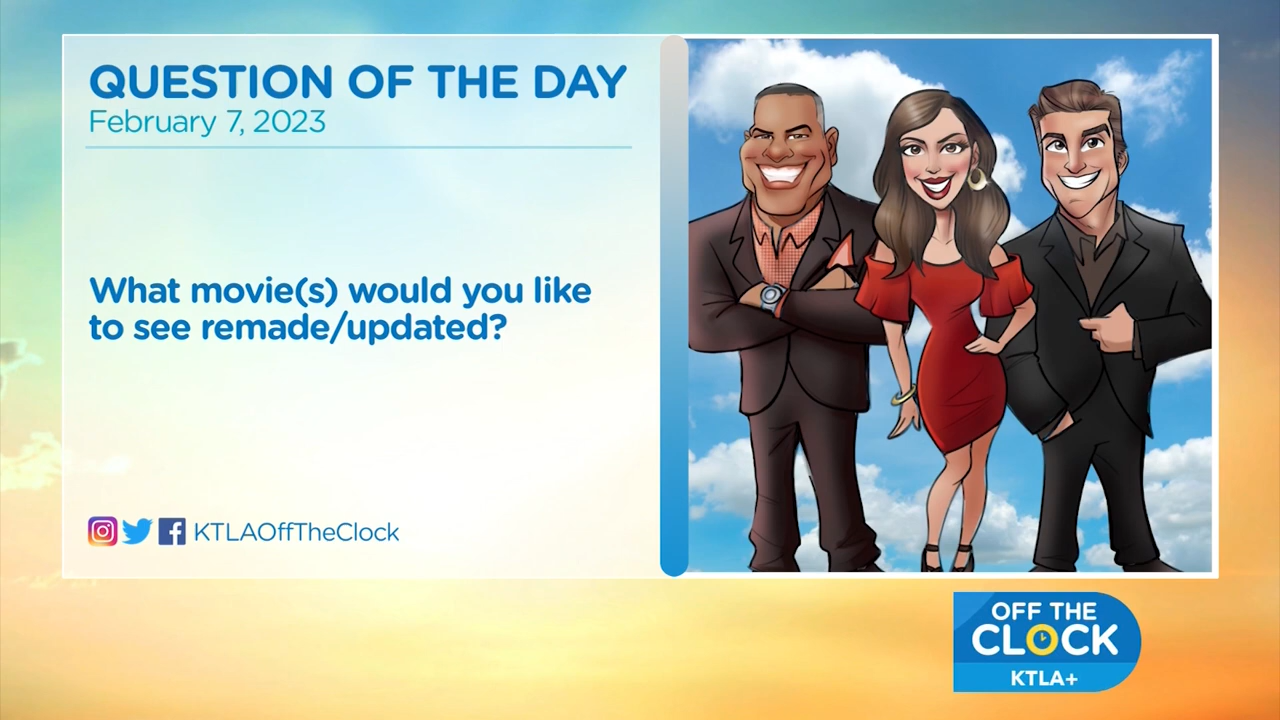 QUESTION OF THE DAY
February 7, 2023
What movie(s) would you like
to see remade/updated?
KTLAOffTheClock
OFF THE
CLOCK
KTLA+